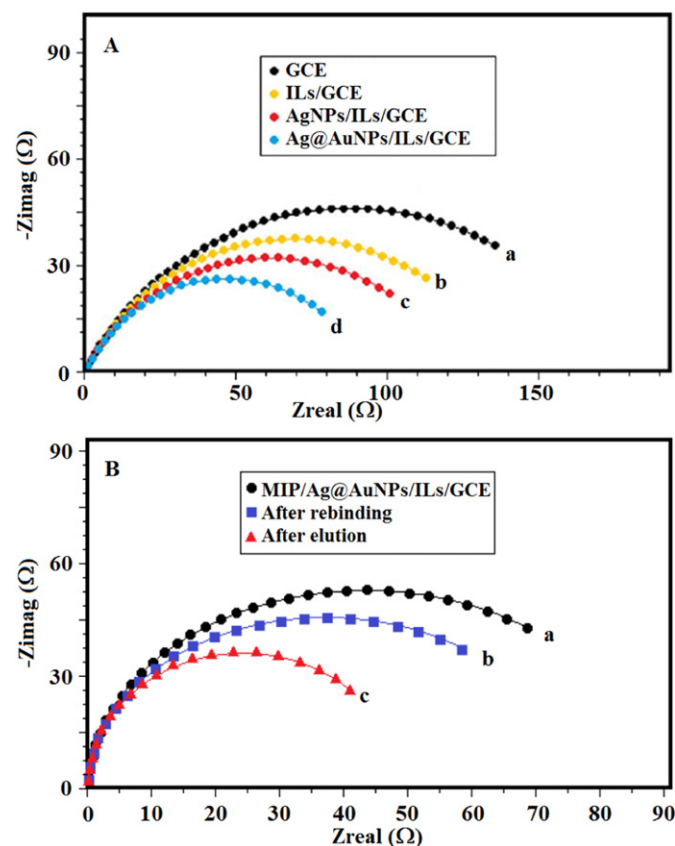 A
GCE
ILs/GCE
AgNPs/ILs/GCE
Ag@AuNPs/ILs/GCE
90
60
30
0
-Zimag (Ω)
a
b
c
d
0
50
100
150
Zreal (Ω)
B
MIP/Ag@AuNPs/ILs/GCE
After rebinding
After elution
90
60
30
0
-Zimag (Ω)
a
b
c
0 10 20 30 40 50 60 70 80 90
Zreal (Ω)